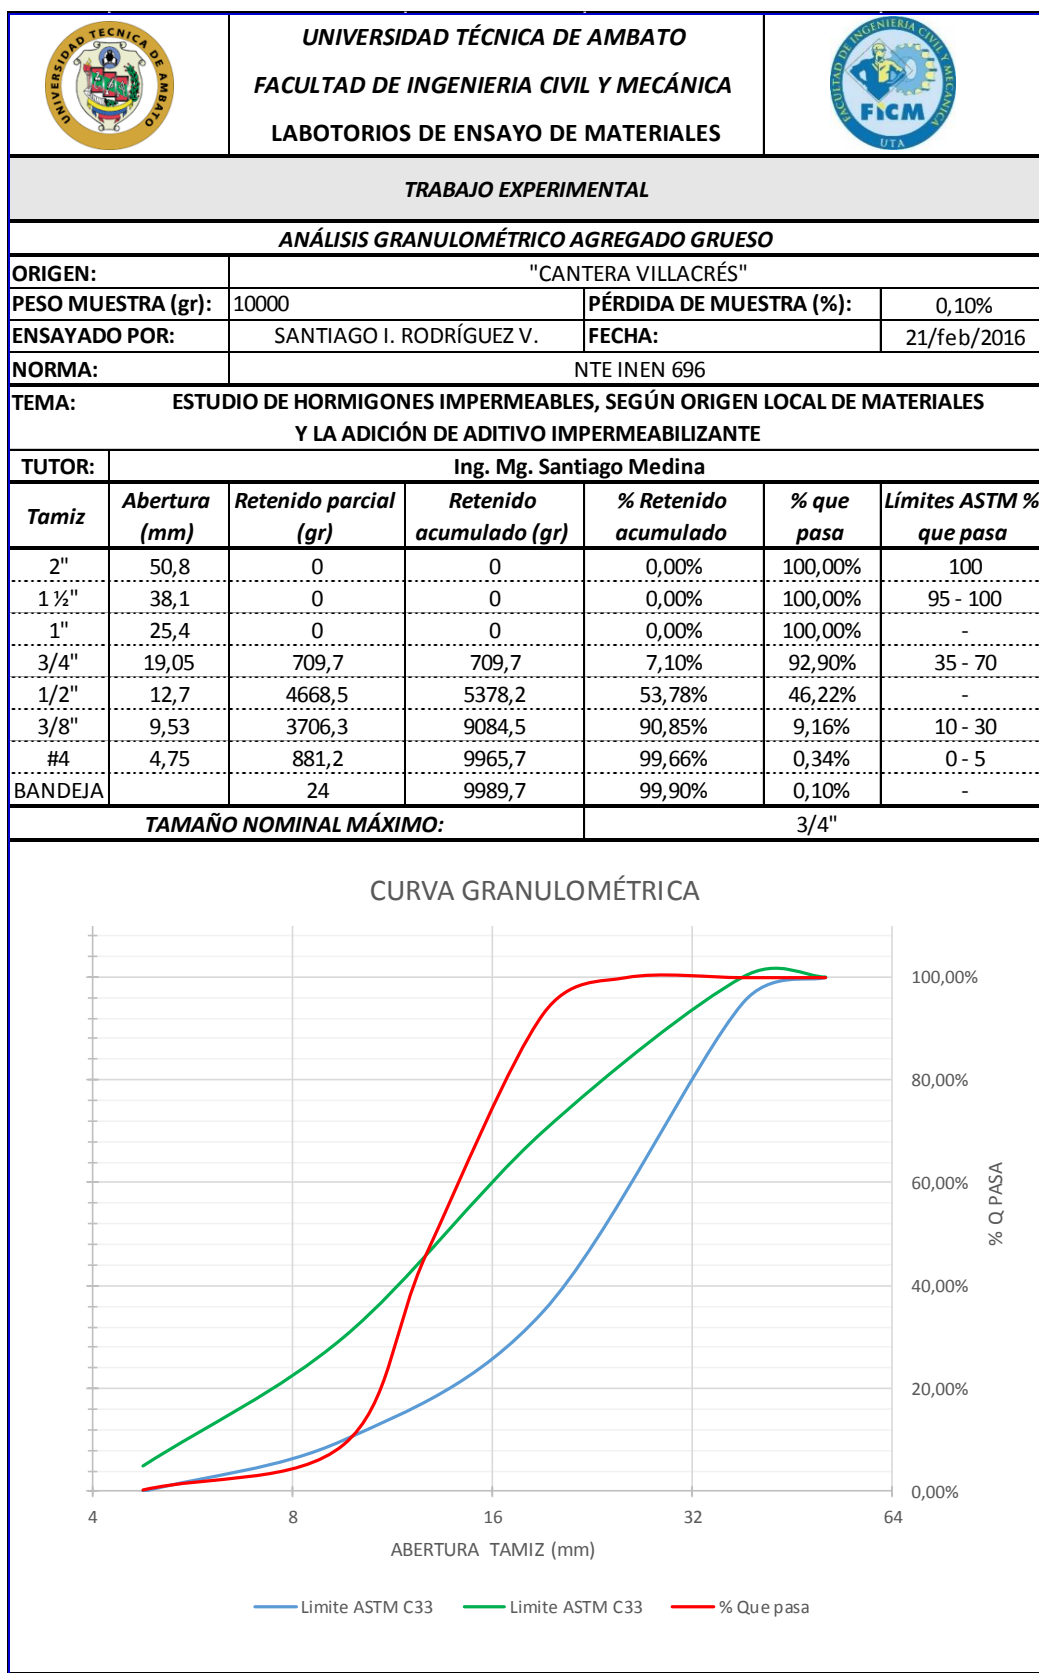 UNIVERSIDAD TECNICA DE AMBATO
UNIVERSIDAD TÉCNICA DE AMBATO
FACULTAD DE INGENIERIA CIVIL Y MECÁNICA
LABOTORIOS DE ENSAYO DE MATERIALES
FACULTAD DE INGENIERIA CIVIL Y MECANICA
FICM
UTA
TRABAJO EXPERIMENTAL
ANÁLISIS GRANULOMÉTRICO AGREGADO GRUESO
ORIGEN: "CANTERA VILLACRÉS"
PESO MUESTRA (gr): 10000 PÉRDIDA DE MUESTRA (%): 0,10%
ENSAYADO POR: SANTIAGO I. RODRÍGUEZ V. FECHA: 21/feb/2016
NORMA: NTE INEN 696
TEMA: ESTUDIO DE HORMIGONES IMPERMEABLES, SEGÚN ORIGEN LOCAL DE MATERIALES
Y LA ADICIÓN DE ADITIVO IMPERMEABILIZANTE
TUTOR: Ing. Mg. Santiago Medina
Tamiz Abertura (mm) Retenido parcial (gr) Retenido acumulado (gr) % Retenido acumulado % que pasa Límites ASTM % que pasa
2" 50,8 0 0 0,00% 100,00% 100
1 ½" 38,1 0 0 0,00% 100,00% 95 - 100
1" 25,4 0 0 0,00% 100,00% -
3/4" 19,05 709,7 709,7 7,10% 92,90% 35 - 70
1/2" 12,7 4668,5 5378,2 53,78% 46,22% -
3/8" 9,53 3706,3 9084,5 90,85% 9,16% 10 - 30
#4 4,75 881,2 9965,7 99,66% 0,34% 0 - 5
BANDEJA 24 9989,7 99,90% 0,10% -
TAMAÑO NOMINAL MÁXIMO: 3/4"
CURVA GRANULOMÉTRICA
100,00%
80,00%
60,00%
40,00%
20,00%
0,00%
% Q PASA
4 8 16 32 64
ABERTURA TAMIZ (mm)
Limite ASTM C33 Limite ASTM C33 % Que pasa